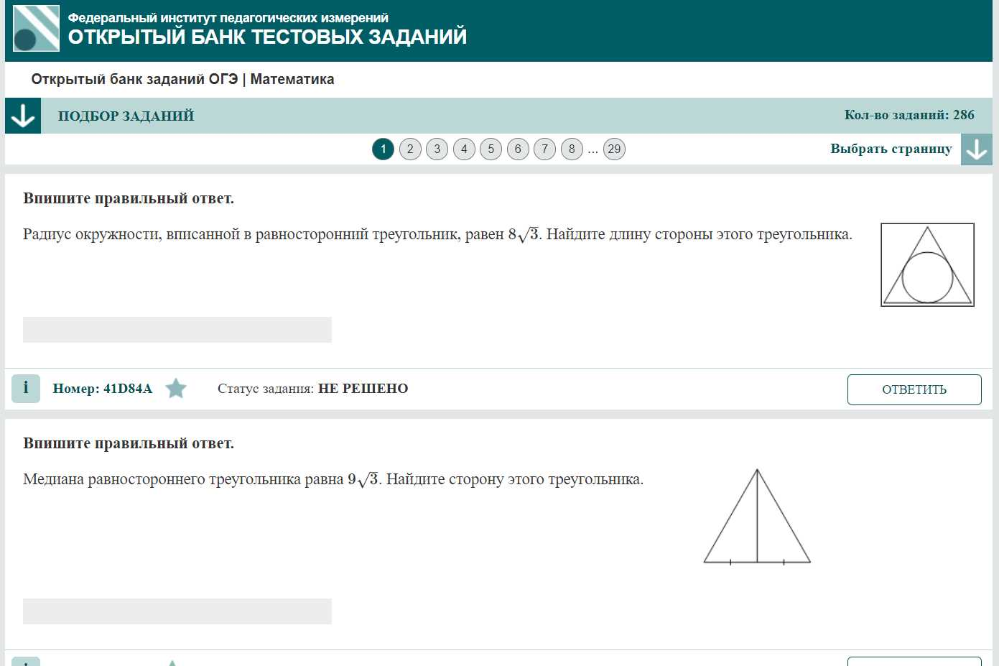 Федеральный институт педагогических измерений
ОТКРЫТЫЙ БАНК ТЕСТОВЫХ ЗАДАНИЙ
Открытый банк заданий ОГЭ | Математика
ПОДБОР ЗАДАНИЙ
Кол-во заданий: 286
1 2 3 4 5 6 7 8 ... 29
Выбрать страницу
Впишите правильный ответ.
Радиус окружности, вписанной в равносторонний треугольник, равен 8√3. Найдите длину стороны этого треугольника.
i Номер: 41D84A Статус задания: НЕ РЕШЕНО
ОТВЕТИТЬ
Впишите правильный ответ.
Медиана равностороннего треугольника равна 9√3. Найдите сторону этого треугольника.